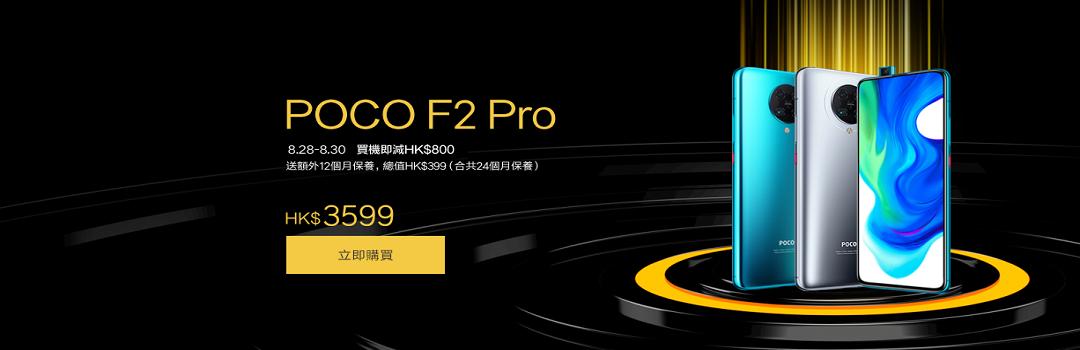 POCO F2 Pro
8.28-8.30 買機即減HK$800
送額外12個月保養，總值HK$399（合共24個月保養）
HK$3599
立即購買
POCO
POCO